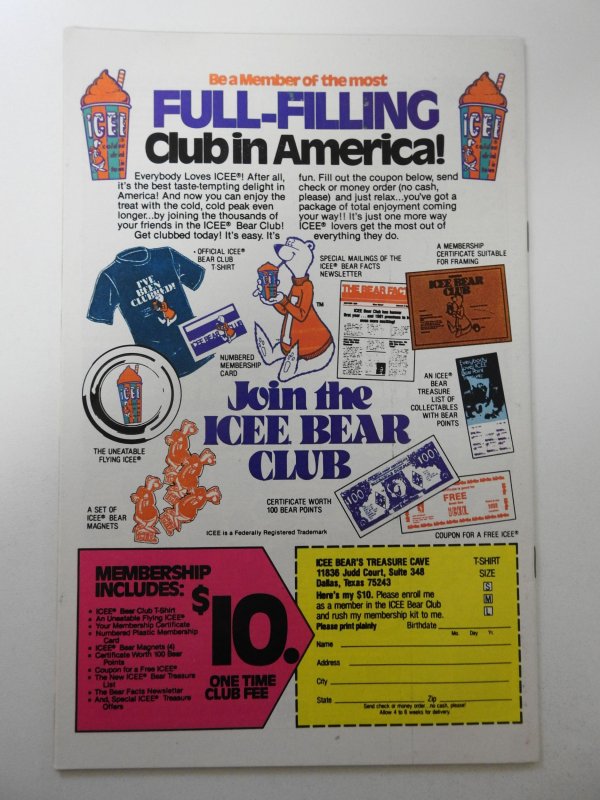 Be a Member of the most
FULL-FILLING
Club in America!
ICEE
ICEE
Everybody Loves ICEE®! After all,
it's the best taste-tempting delight in
America! And now you can enjoy the
treat with the cold, cold peak even
longer...by joining the thousands of
your friends in the ICEE® Bear Club!
Get clubbed today! It's easy. It's
fun. Fill out the coupon below, send
check or money order (no cash,
please) and just relax...you've got a
package of total enjoyment coming
your way!! It's just one more way
ICEE® lovers get the most out of
everything they do.
• OFFICIAL ICEE®
BEAR CLUB
T-SHIRT
I'VE
BEEN
CLUBBED!
NUMBERED
MEMBERSHIP
CARD
ICEE BEAR CLUB
TM
SPECIAL MAILINGS OF THE
ICEE® BEAR FACTS
NEWSLETTER
THE BEAR FAC
A MEMBERSHIP
CERTIFICATE SUITABLE
FOR FRAMING
ICEE BEAR
CLUB
AN ICEE®
BEAR
TREASURE
LIST OF
COLLECTABLES
WITH BEAR
POINTS
ICEE
THE UNEATABLE
FLYING ICEE®
Join the
ICEE BEAR
CLUB
A SET OF
ICEE® BEAR
MAGNETS
CERTIFICATE WORTH
100 BEAR POINTS
100
100
FREE
COUPON FOR A FREE ICEE®
ICEE is a Federally Registered Trademark
MEMBERSHIP
INCLUDES:
• ICEE® Bear Club T-Shirt
• An Uneatable Flying ICEE®
• Your Membership Certificate
• Numbered Plastic Membership
Card
• ICEE® Bear Magnets (4)
• Certificate Worth 100 Bear
Points
• Coupon for a Free ICEE®
• The New ICEE® Bear Treasure
List
• The Bear Facts Newsletter
• And, Special ICEE® Treasure
Offers
$10.
ONE TIME
CLUB FEE
ICEE BEAR'S TREASURE CAVE
11836 Judd Court, Suite 348
Dallas, Texas 75243
Here's my $10. Please enroll me
as a member in the ICEE Bear Club
and rush my membership kit to me.
T-SHIRT
SIZE
S
M
L
Please print plainly Birthdate
Mo. Day Yr.
Name
Address
City
State Zip
Send check or money order...no cash, please!
Allow 4 to 6 weeks for delivery.